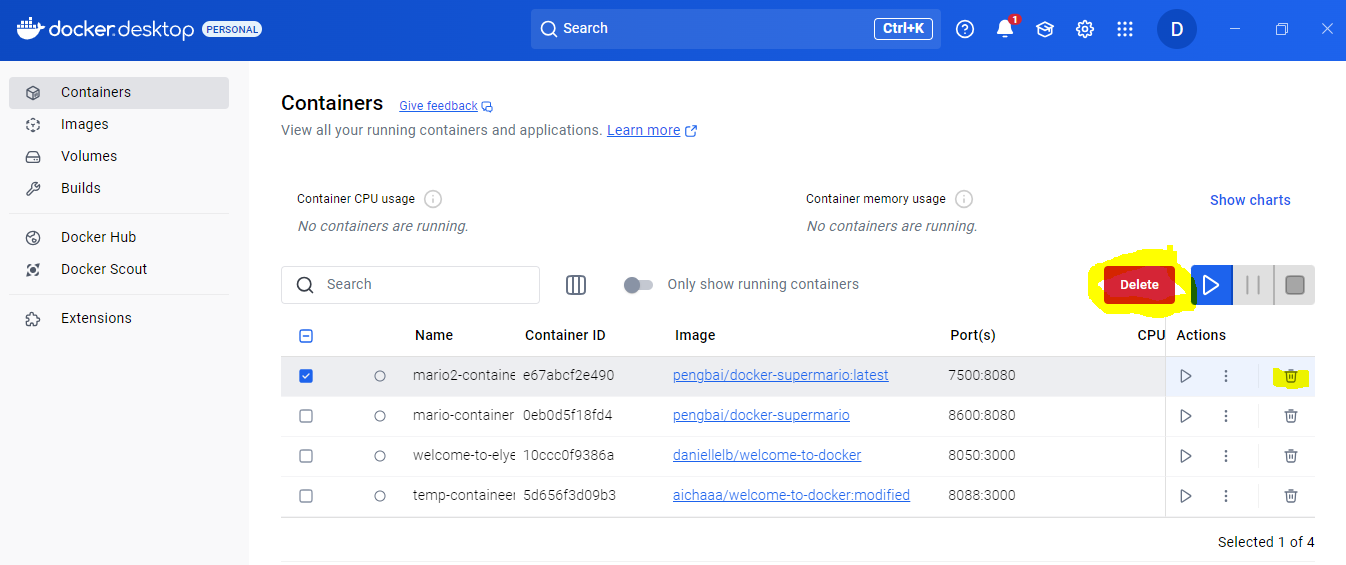 docker.desktop PERSONAL Search Ctrl+K 1 D
Containers
Images
Volumes
Builds
Docker Hub
Docker Scout
Extensions
Containers Give feedback
View all your running containers and applications. Learn more
Container CPU usage Container memory usage Show charts
No containers are running. No containers are running.
Search Only show running containers Delete
Name Container ID Image Port(s) CPU Actions
mario2-containe e67abcf2e490 pengbai/docker-supermario:latest 7500:8080
mario-container 0eb0d5f18fd4 pengbai/docker-supermario 8600:8080
welcome-to-elye 10ccc0f9386a daniellelb/welcome-to-docker 8050:3000
temp-containeer 5d656f3d09b3 aichaaa/welcome-to-docker:modified 8088:3000
Selected 1 of 4